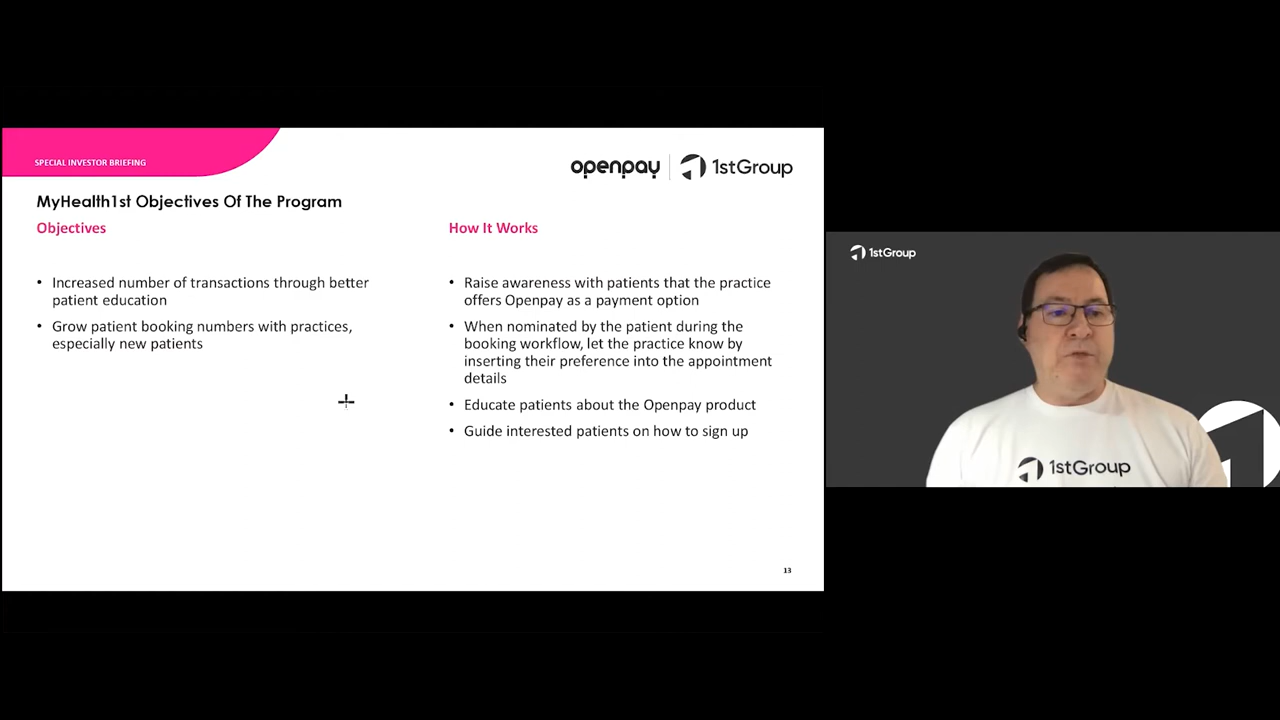 SPECIAL INVESTOR BRIEFING
openpay
1stGroup
MyHealth1st Objectives Of The Program
Objectives
• Increased number of transactions through better
patient education
• Grow patient booking numbers with practices,
especially new patients
How It Works
• Raise awareness with patients that the practice
offers Openpay as a payment option
• When nominated by the patient during the
booking workflow, let the practice know by
inserting their preference into the appointment
details
• Educate patients about the Openpay product
• Guide interested patients on how to sign up
13
1stGroup
1stGroup